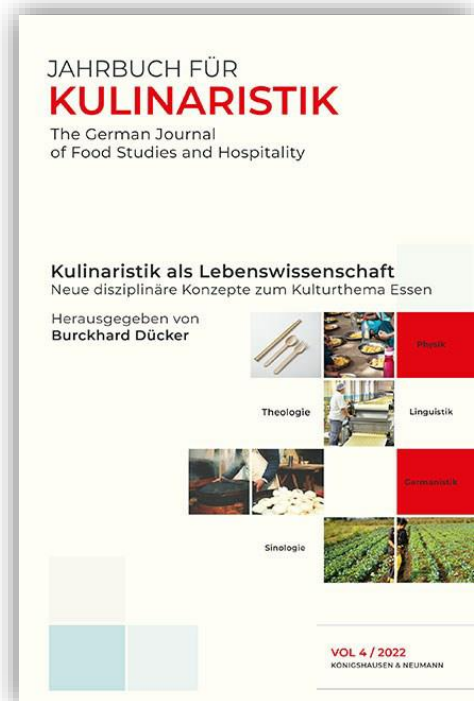 JAHRBUCH FÜR
KULINARISTIK
The German Journal
of Food Studies and Hospitality
Kulinaristik als Lebenswissenschaft
Neue disziplinäre Konzepte zum Kulturthema Essen
Herausgegeben von
Burckhard Dücker
Physik
Theologie
Linguistik
Germanistik
Sinologie
VOL 4 / 2022
KÖNIGSHAUSEN & NEUMANN